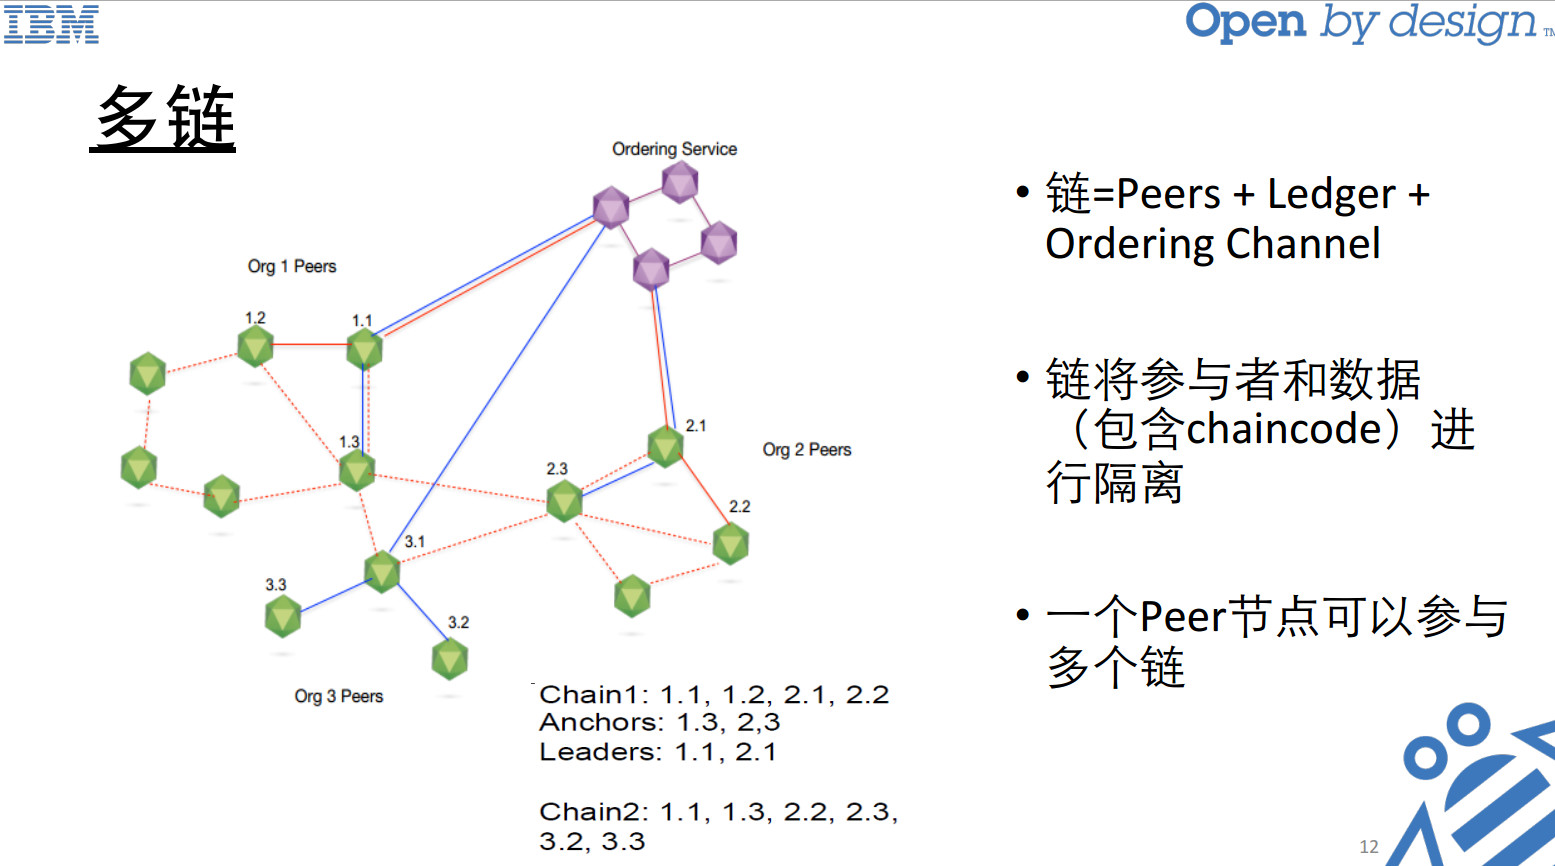 IBM
Open by design TM
多链
Ordering Service
Org 1 Peers
1.2
1.1
1.3
2.1
Org 2 Peers
2.3
2.2
3.1
3.3
3.2
Org 3 Peers
Chain1: 1.1, 1.2, 2.1, 2.2
Anchors: 1.3, 2,3
Leaders: 1.1, 2.1
Chain2: 1.1, 1.3, 2.2, 2.3,
3.2, 3.3
• 链=Peers + Ledger +
Ordering Channel
• 链将参与者和数据
（包含chaincode）进
行隔离
• 一个Peer节点可以参与
多个链
12